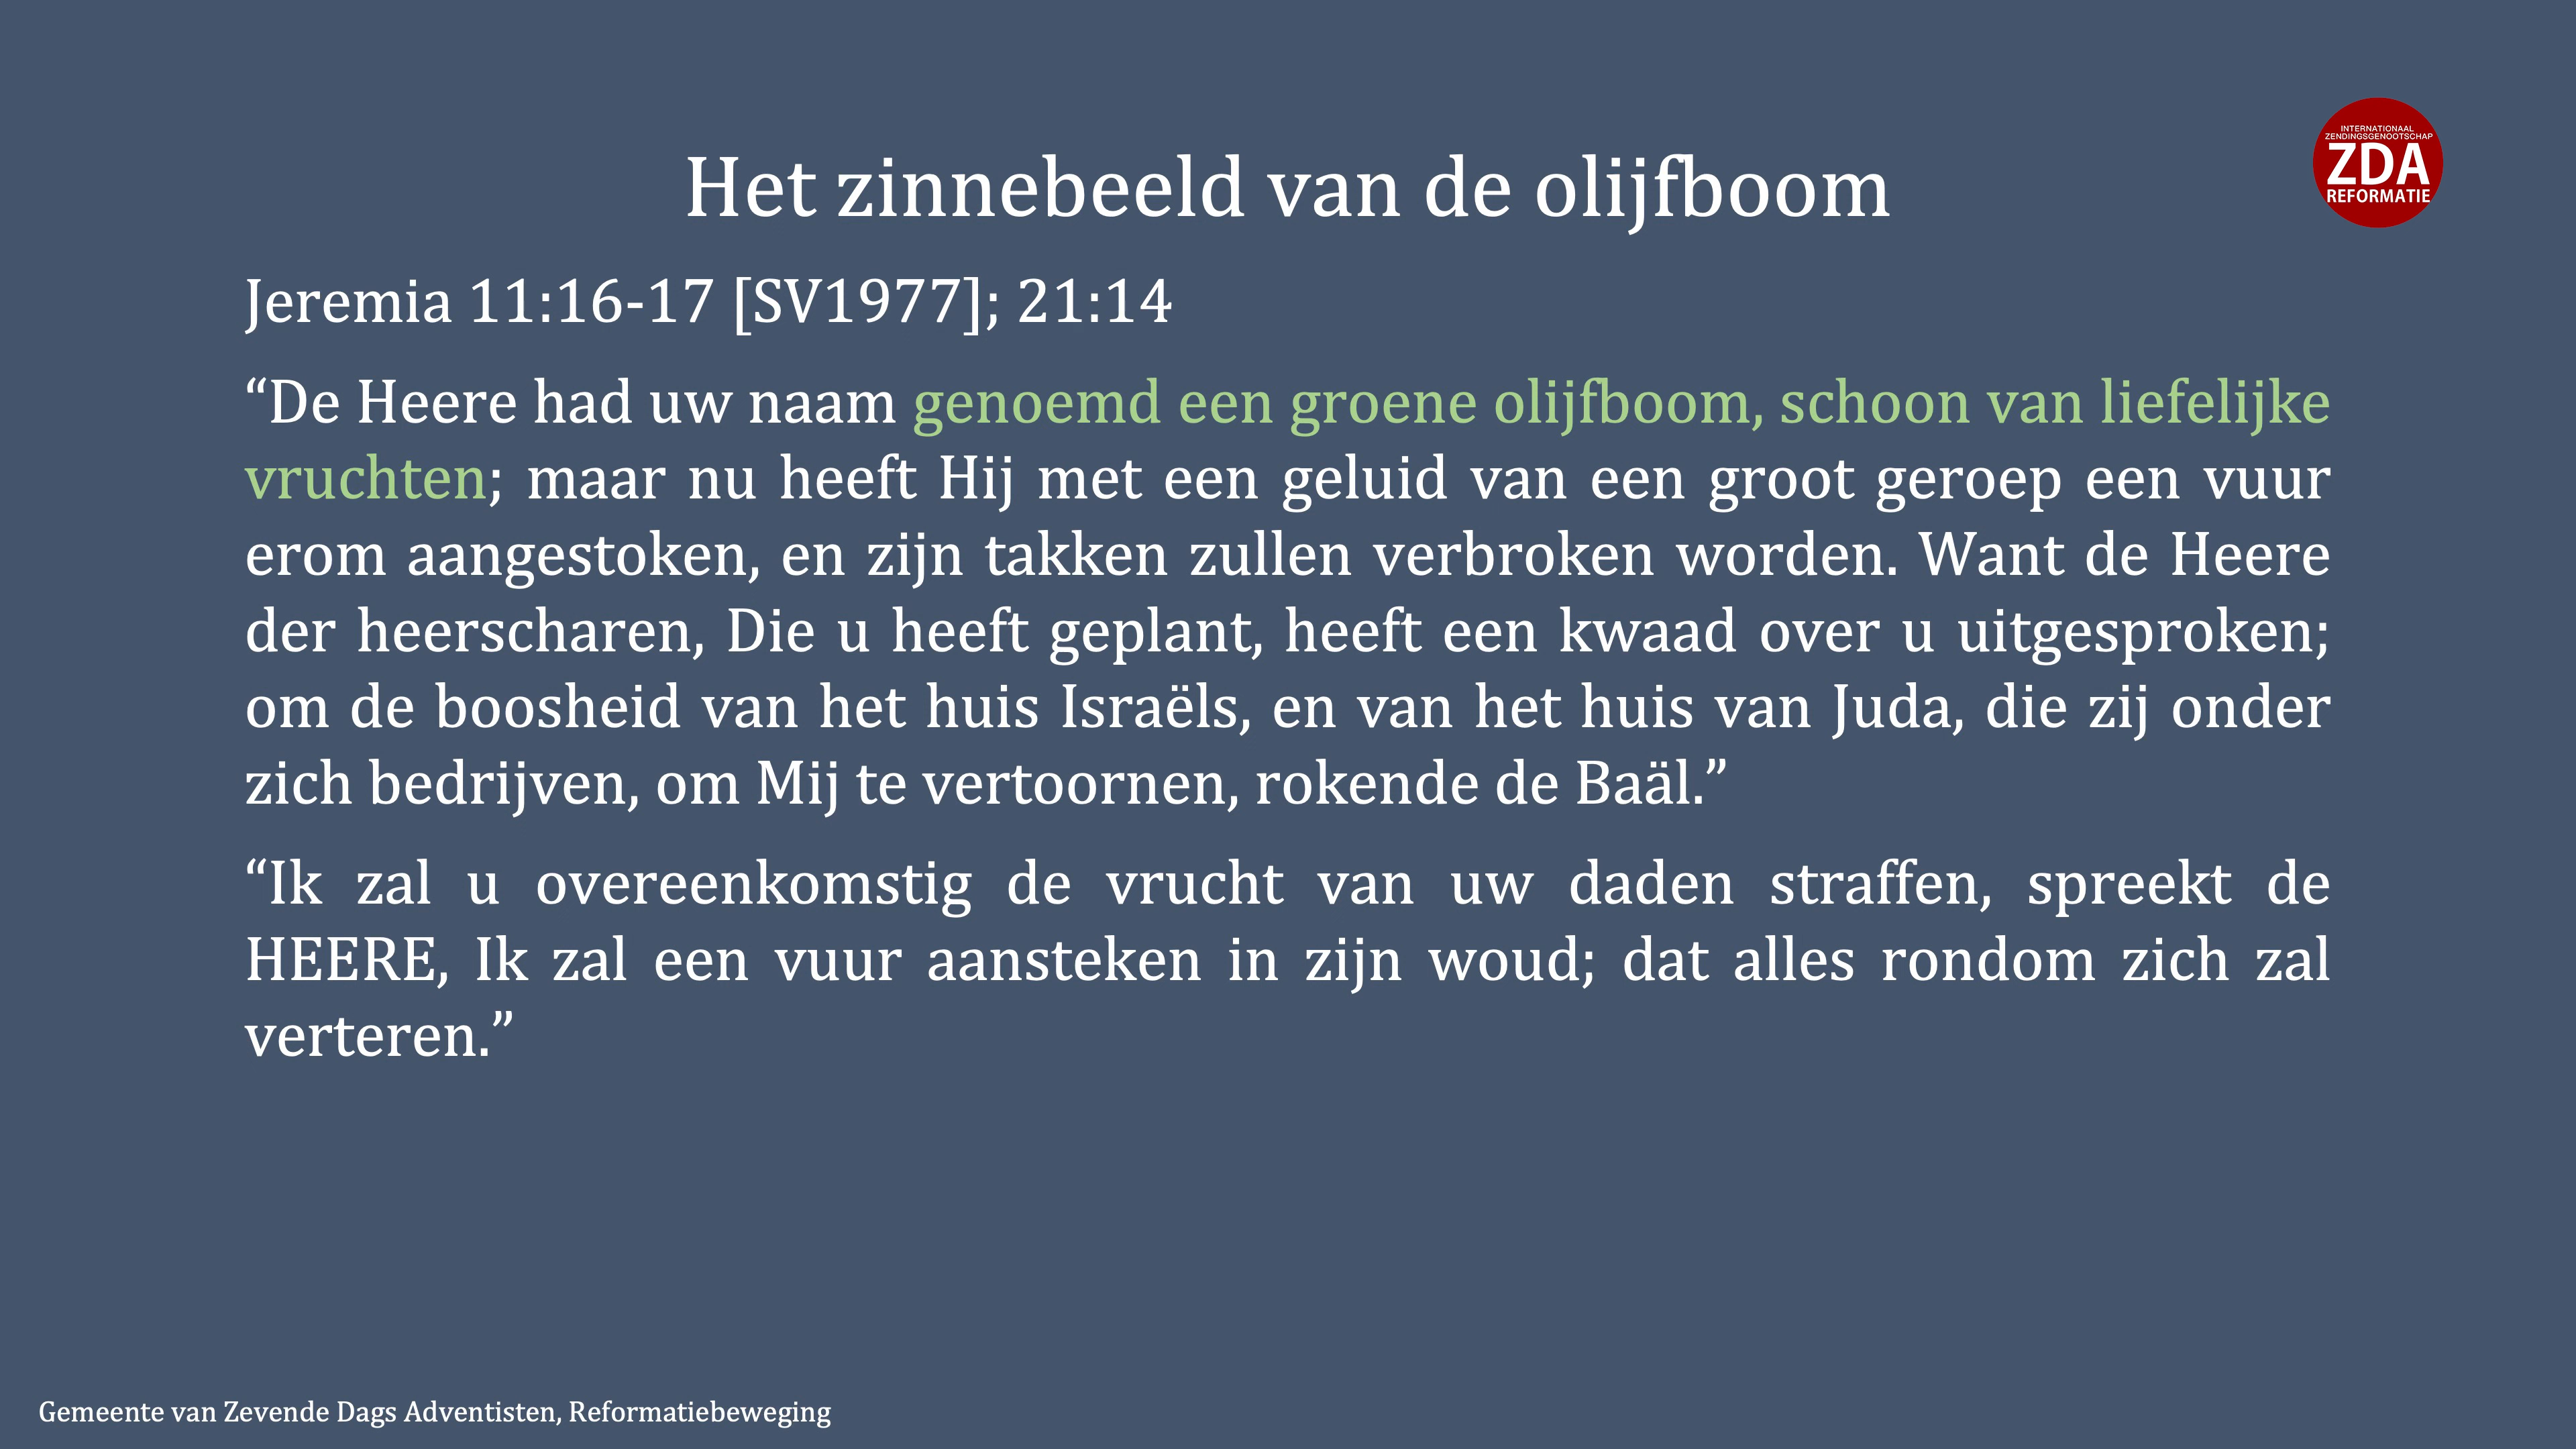 Het zinnebeeld van de olijfboom
INTERNATIONAAL
ZENDINGSGENOOTSCHAP
ZDA
REFORMATIE
Jeremia 11:16-17 [SV1977]; 21:14
“De Heere had uw naam genoemd een groene olijfboom, schoon van liefelijke
vruchten; maar nu heeft Hij met een geluid van een groot geroep een vuur
erom aangestoken, en zijn takken zullen verbroken worden. Want de Heere
der heerscharen, Die u heeft geplant, heeft een kwaad over u uitgesproken;
om de boosheid van het huis Israëls, en van het huis van Juda, die zij onder
zich bedrijven, om Mij te vertoornen, rokende de Baäl.”
“Ik zal u overeenkomstig de vrucht van uw daden straffen, spreekt de
HEERE, Ik zal een vuur aansteken in zijn woud; dat alles rondom zich zal
verteren.”
Gemeente van Zevende Dags Adventisten, Reformatiebeweging